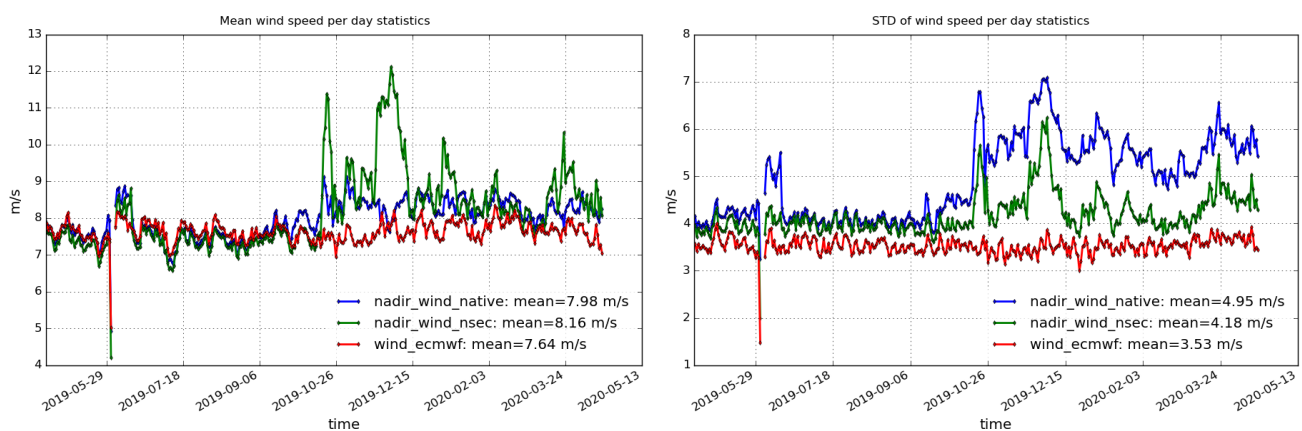 Mean wind speed per day statistics
13
12
11
10
9
8
7
6
5
4
m/s
nadir_wind_native: mean=7.98 m/s
nadir_wind_nsec: mean=8.16 m/s
wind_ecmwf: mean=7.64 m/s
2019-05-29
2019-07-18
2019-09-06
2019-10-26
2019-12-15
2020-02-03
2020-03-24
2020-05-13
time
STD of wind speed per day statistics
8
7
6
5
4
3
2
1
m/s
nadir_wind_native: mean=4.95 m/s
nadir_wind_nsec: mean=4.18 m/s
wind_ecmwf: mean=3.53 m/s
2019-05-29
2019-07-18
2019-09-06
2019-10-26
2019-12-15
2020-02-03
2020-03-24
2020-05-13
time